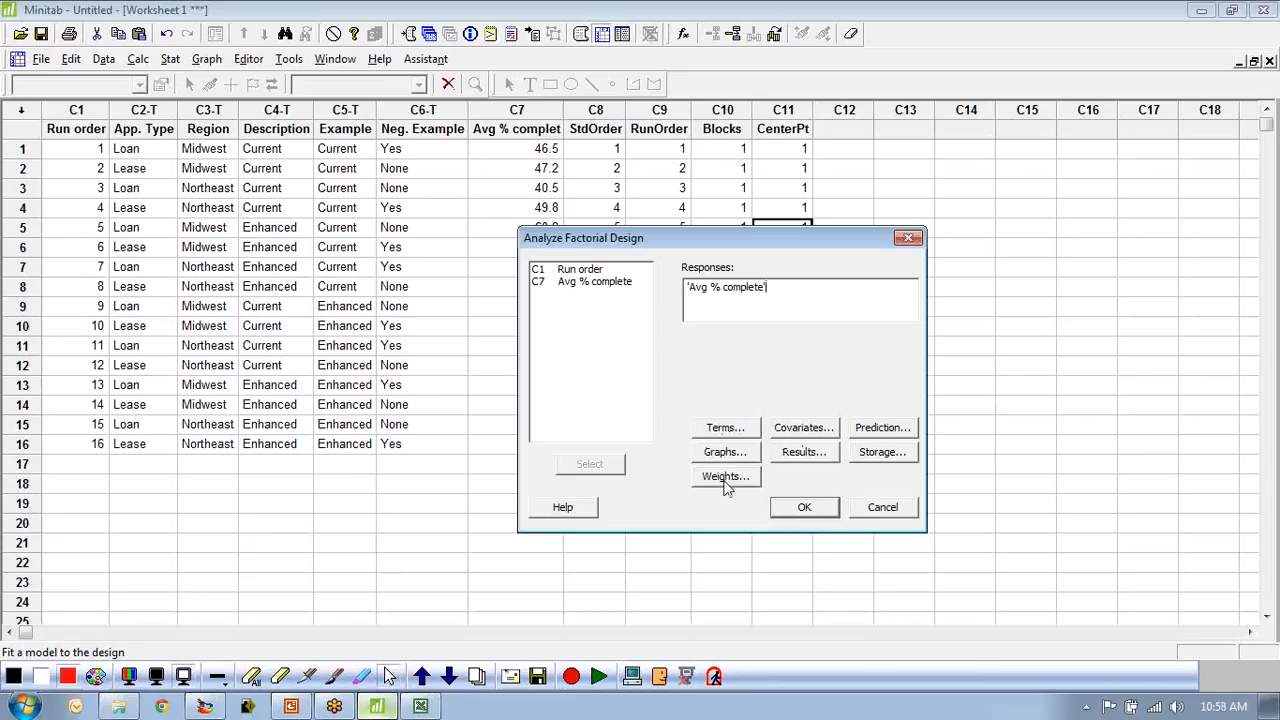 Minitab - Untitled - [Worksheet 1 ***]
File Edit Data Calc Stat Graph Editor Tools Window Help Assistant
C1 C2-T C3-T C4-T C5-T C6-T C7 C8 C9 C10 C11 C12 C13 C14 C15 C16 C17 C18
Run order App. Type Region Description Example Neg. Example Avg % complet StdOrder RunOrder Blocks CenterPt
1 1 Loan Midwest Current Current Yes 46.5 1 1 1 1
2 2 Lease Midwest Current Current None 47.2 2 2 1 1
3 3 Loan Northeast Current Current None 40.5 3 3 1 1
4 4 Lease Northeast Current Current Yes 49.8 4 4 1 1
5 5 Loan Midwest Enhanced Current None
6 6 Lease Midwest Enhanced Current Yes
7 7 Loan Northeast Enhanced Current Yes
8 8 Lease Northeast Enhanced Current None
9 9 Loan Midwest Current Enhanced None
10 10 Lease Midwest Current Enhanced Yes
11 11 Loan Northeast Current Enhanced Yes
12 12 Lease Northeast Current Enhanced None
13 13 Loan Midwest Enhanced Enhanced Yes
14 14 Lease Midwest Enhanced Enhanced None
15 15 Loan Northeast Enhanced Enhanced None
16 16 Lease Northeast Enhanced Enhanced Yes
17
18
19
20
21
22
23
24
25
Analyze Factorial Design
C1 Run order
C7 Avg % complete
Responses:
'Avg % complete'
Terms... Covariates... Prediction...
Graphs... Results... Storage...
Select
Weights...
Help OK Cancel
Fit a model to the design
10:58 AM